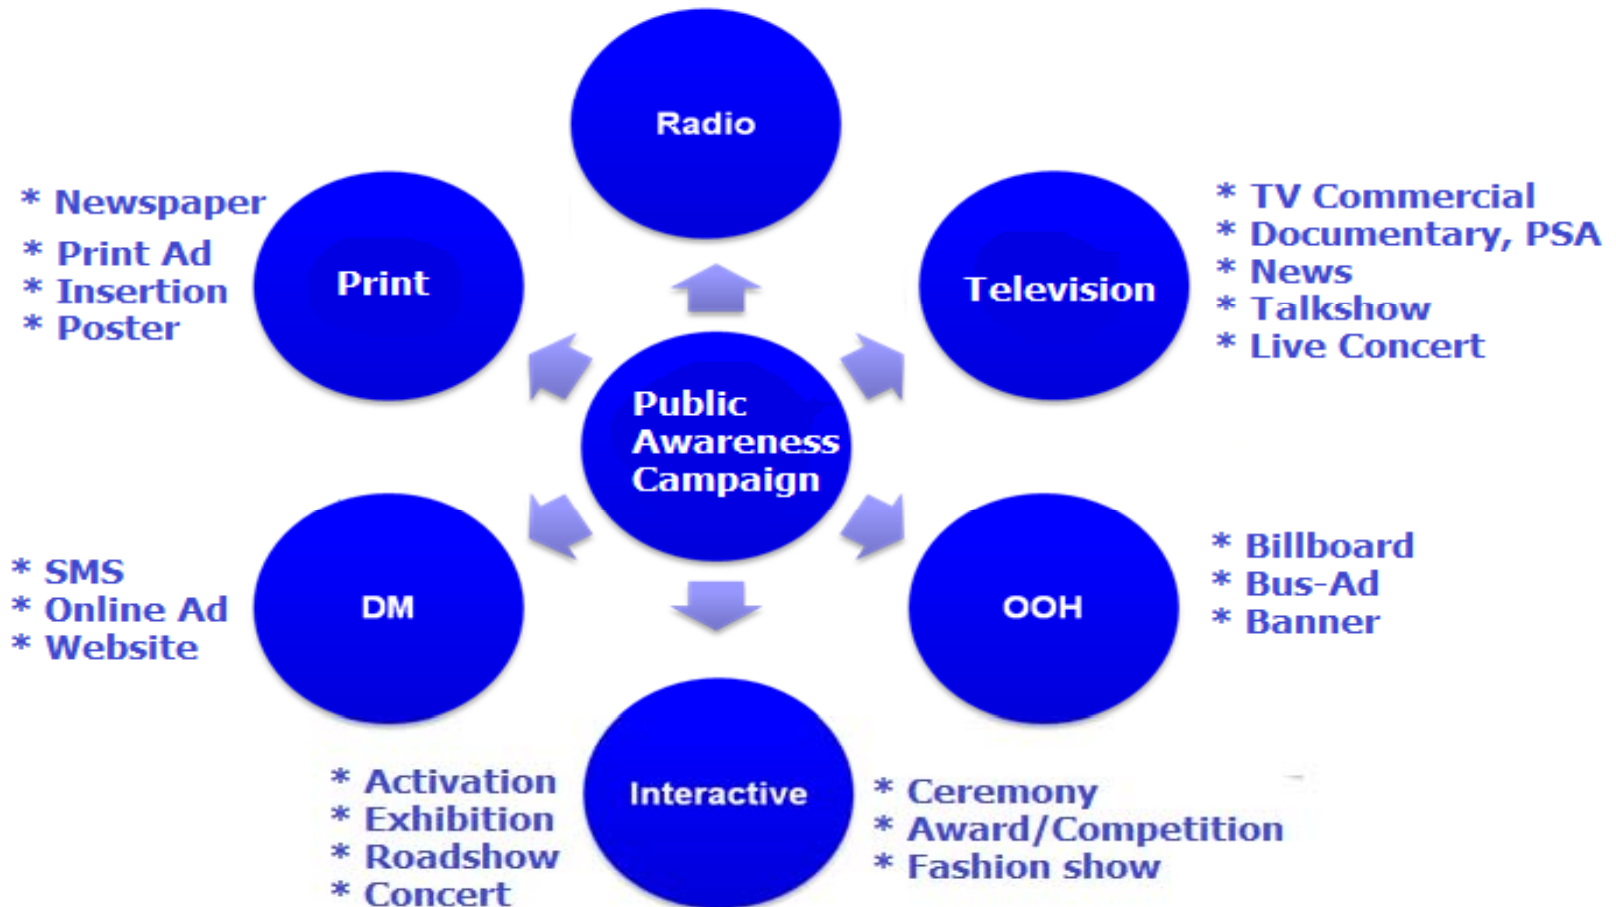 Radio
* Newspaper
* Print Ad
* Insertion
* Poster
Print
Television
* TV Commercial
* Documentary, PSA
* News
* Talkshow
* Live Concert
Public
Awareness
Campaign
* SMS
* Online Ad
* Website
DM
OOH
* Billboard
* Bus-Ad
* Banner
* Activation
* Exhibition
* Roadshow
* Concert
Interactive
* Ceremony
* Award/Competition
* Fashion show